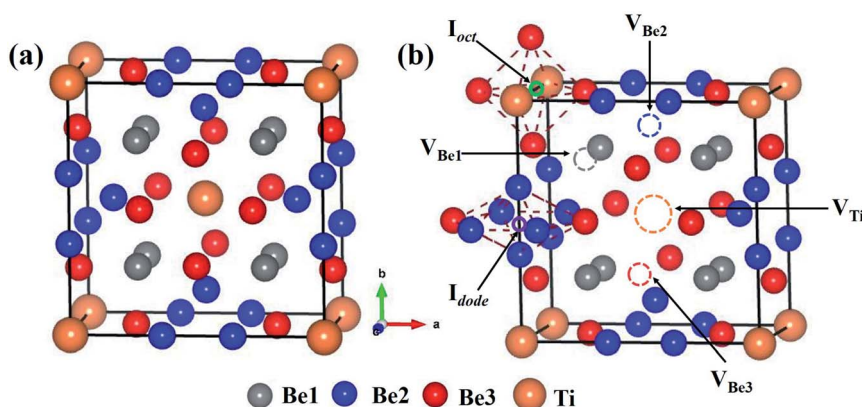 (a)
(b)
I_oct
V_Be2
V_Be1
V_Ti
I_dode
V_Be3
b
a
c
Be1 Be2 Be3 Ti